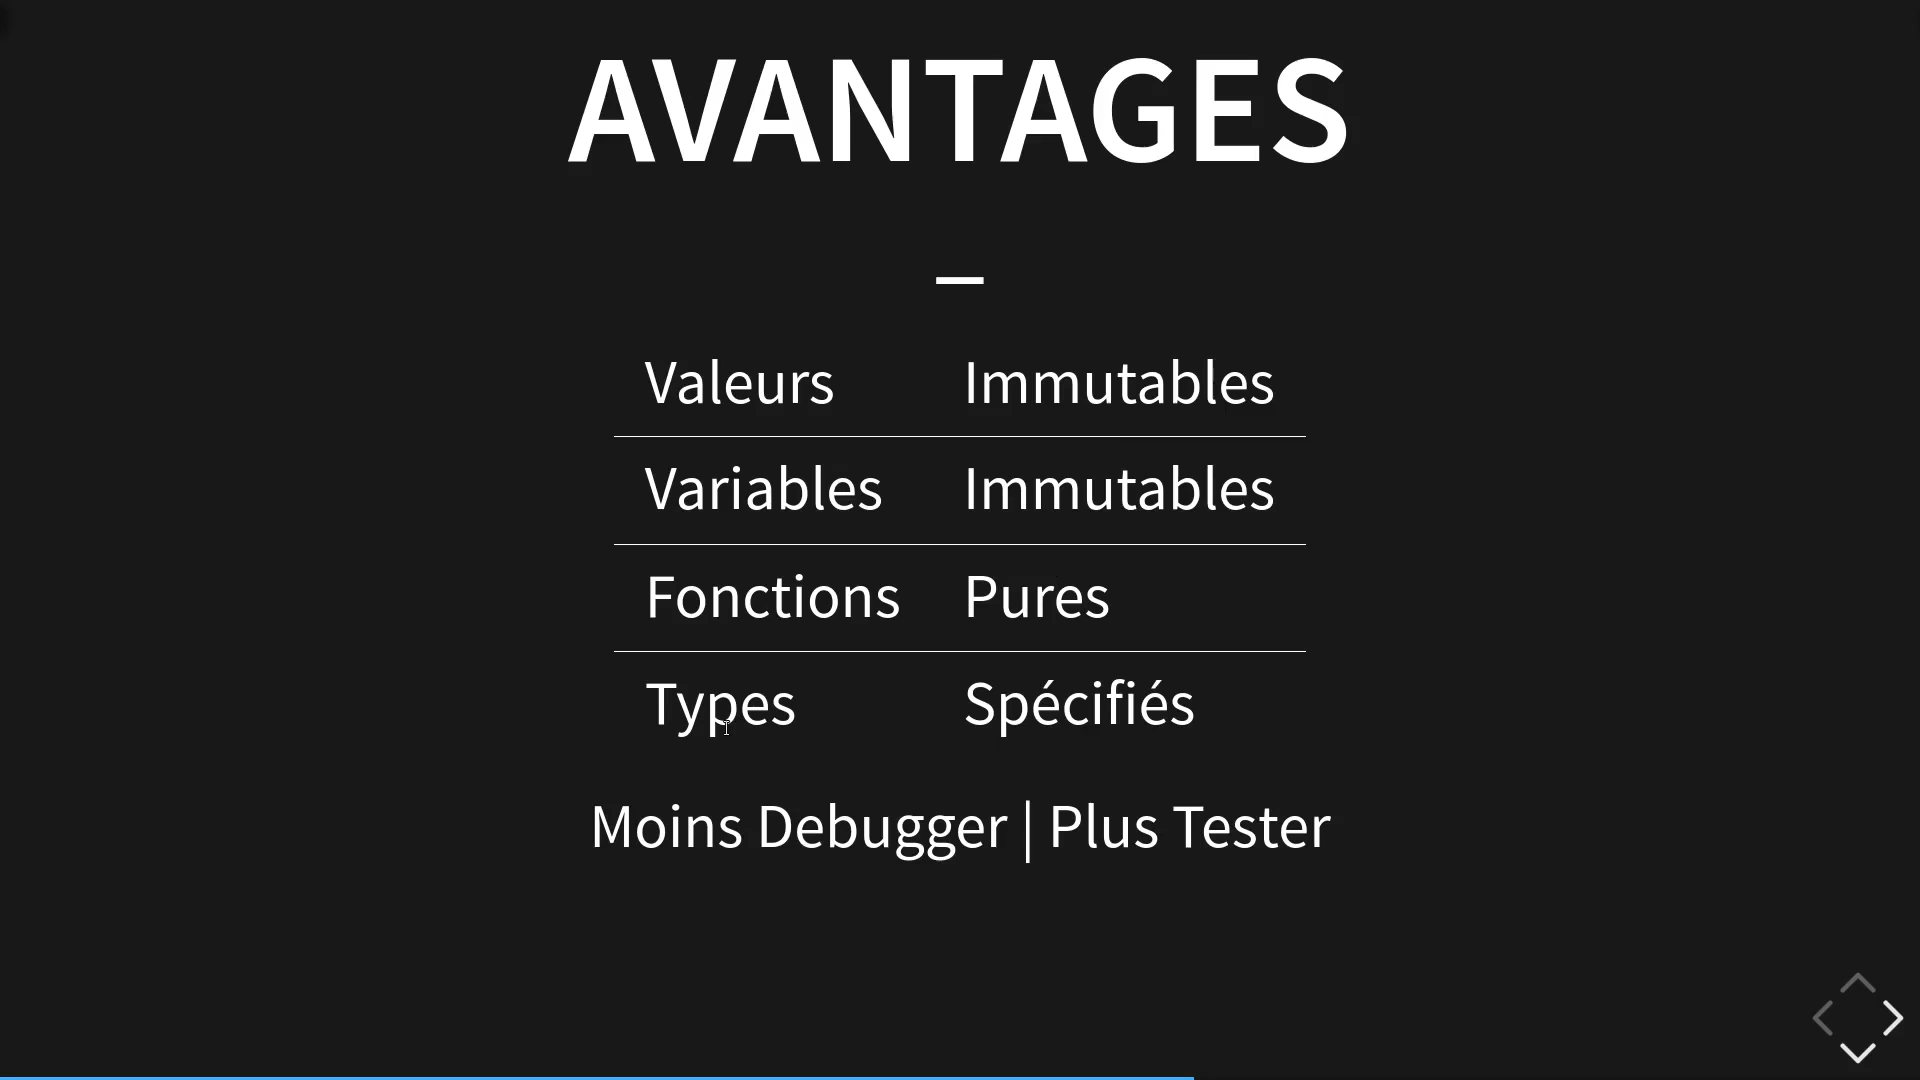 AVANTAGES
–
Valeurs Immutables
Variables Immutables
Fonctions Pures
Types Spécifiés
Moins Debugger | Plus Tester